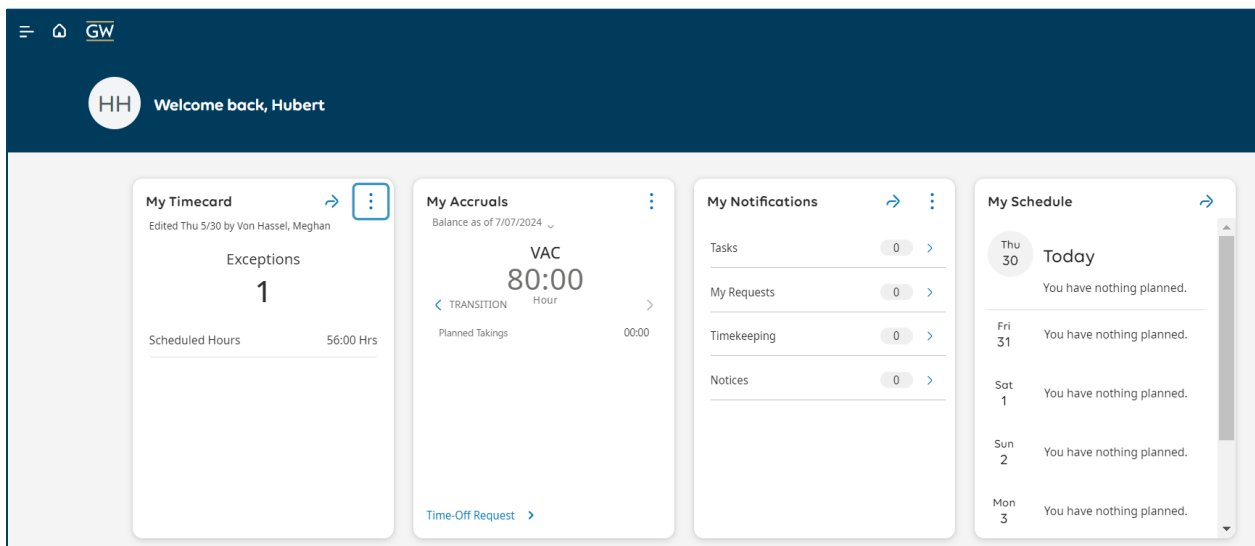 GW
HH
Welcome back, Hubert
My Timecard
Edited Thu 5/30 by Von Hassel, Meghan
Exceptions
1
Scheduled Hours 56:00 Hrs
My Accruals
Balance as of 7/07/2024
VAC
80:00
Hour
TRANSITION
Planned Takings 00:00
Time-Off Request
My Notifications
Tasks 0
My Requests 0
Timekeeping 0
Notices 0
My Schedule
Thu
30
Today
You have nothing planned.
Fri
31
You have nothing planned.
Sat
1
You have nothing planned.
Sun
2
You have nothing planned.
Mon
3
You have nothing planned.